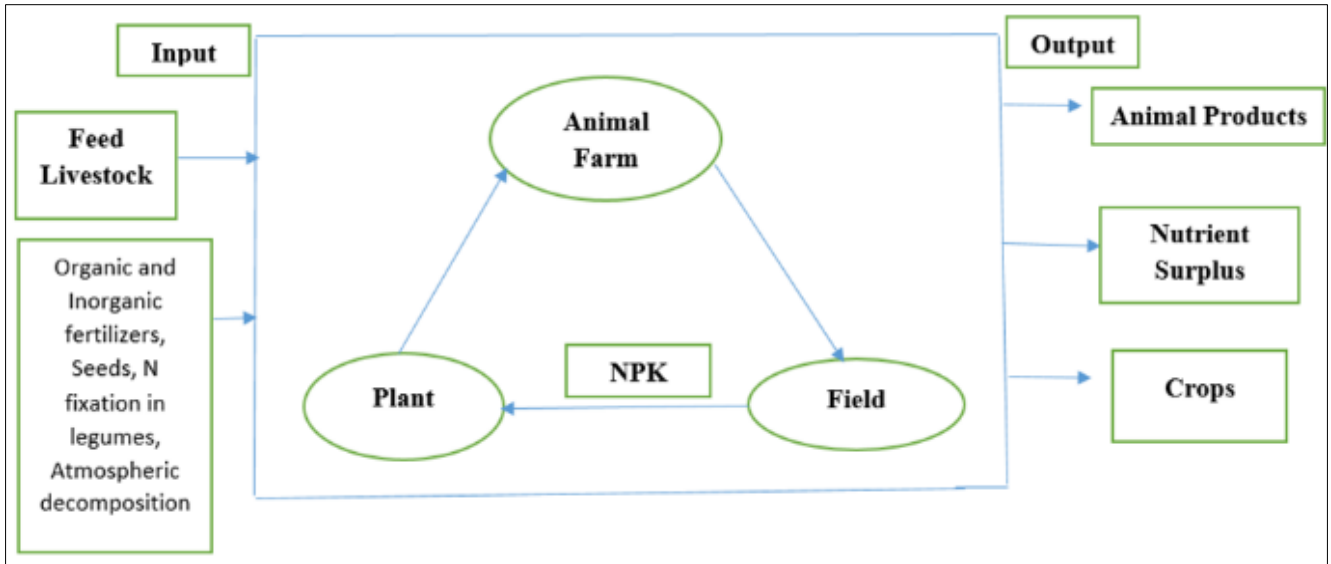 Input
Output
Feed
Livestock
Animal
Farm
Animal Products
Organic and
Inorganic
fertilizers,
Seeds, N
fixation in
legumes,
Atmospheric
decomposition
Nutrient
Surplus
NPK
Plant
Field
Crops